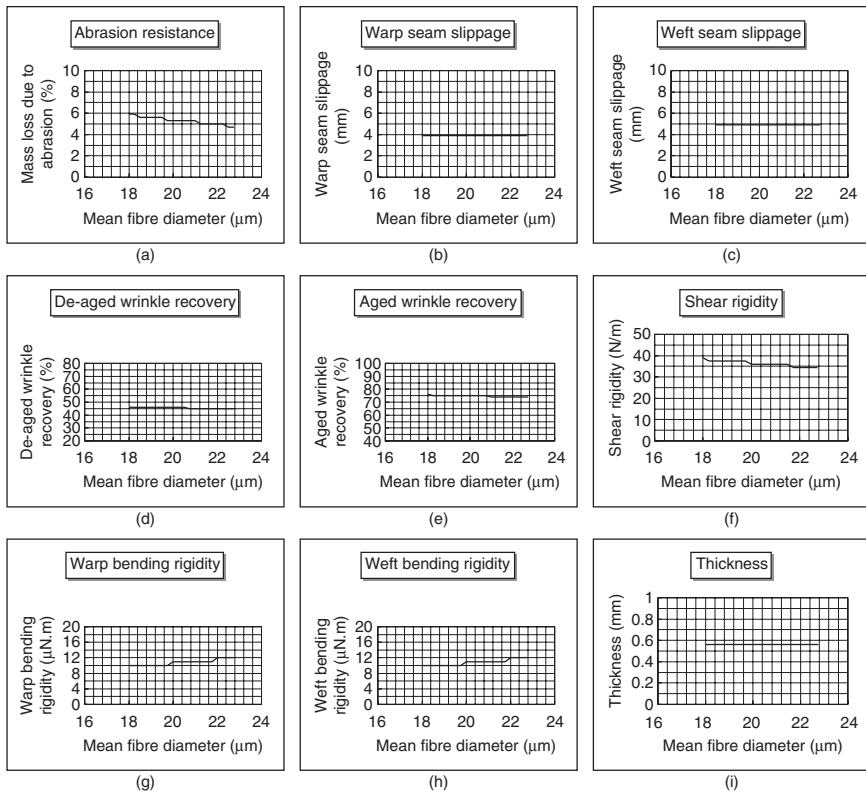 Abrasion resistance
Mass loss due to
abrasion (%)
10
8
6
4
2
0
16 18 20 22 24
Mean fibre diameter (μm)
(a)
Warp seam slippage
Warp seam slippage
(mm)
10
8
6
4
2
0
16 18 20 22 24
Mean fibre diameter (μm)
(b)
Weft seam slippage
Weft seam slippage
(mm)
10
8
6
4
2
0
16 18 20 22 24
Mean fibre diameter (μm)
(c)
De-aged wrinkle recovery
De-aged wrinkle
recovery (%)
80
70
60
50
40
30
20
16 18 20 22 24
Mean fibre diameter (μm)
(d)
Aged wrinkle recovery
Aged wrinkle
recovery (%)
100
90
80
70
60
50
40
16 18 20 22 24
Mean fibre diameter (μm)
(e)
Shear rigidity
Shear rigidity (N/m)
50
40
30
20
10
0
16 18 20 22 24
Mean fibre diameter (μm)
(f)
Warp bending rigidity
Warp bending
rigidity (μN.m)
20
16
12
8
4
0
16 18 20 22 24
Mean fibre diameter (μm)
(g)
Weft bending rigidity
Weft bending
rigidity (μN.m)
20
16
12
8
4
0
16 18 20 22 24
Mean fibre diameter (μm)
(h)
Thickness
Thickness (mm)
1
0.8
0.6
0.4
0.2
0
16 18 20 22 24
Mean fibre diameter (μm)
(i)